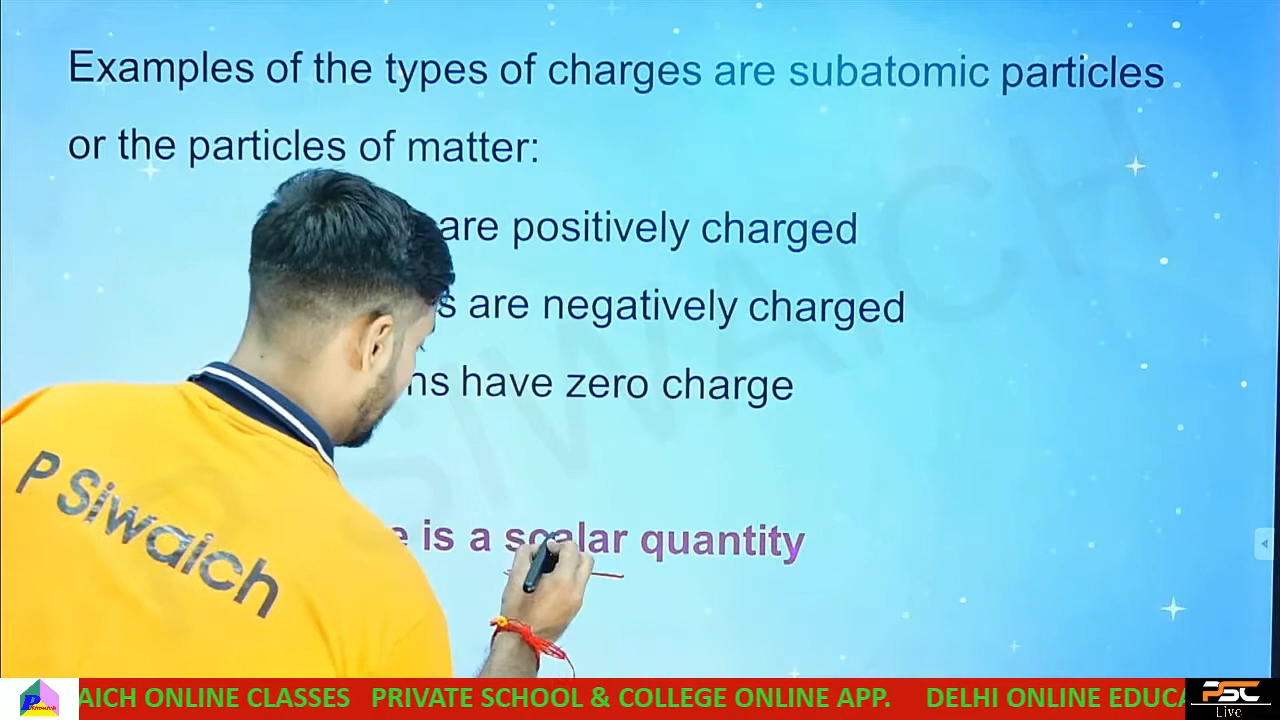 Examples of the types of charges are subatomic particles
or the particles of matter:
are positively charged
s are negatively charged
ns have zero charge
e is a scalar quantity
P Siwaich
SIWAICH
AICH ONLINE CLASSES PRIVATE SCHOOL & COLLEGE ONLINE APP. DELHI ONLINE EDUCA
PSC
Live